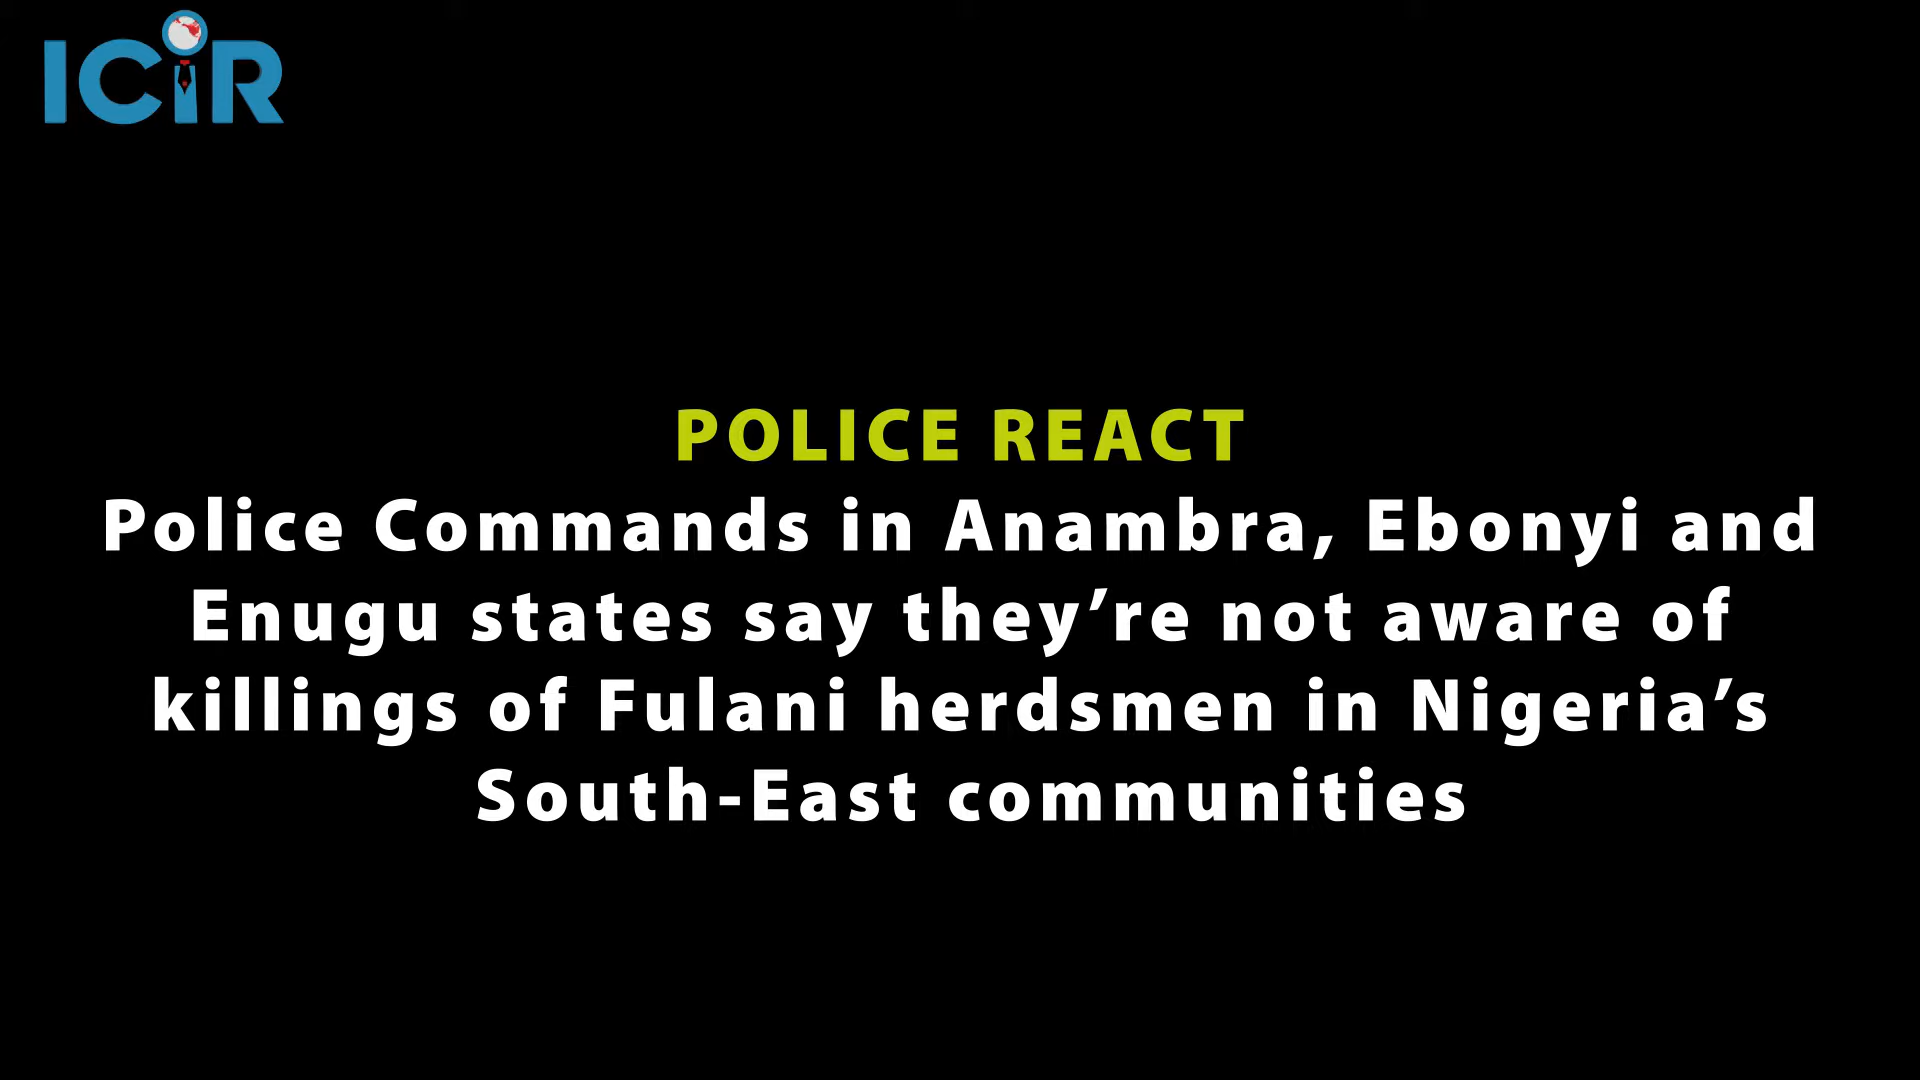 ICiR
POLICE REACT
Police Commands in Anambra, Ebonyi and
Enugu states say they’re not aware of
killings of Fulani herdsmen in Nigeria’s
South-East communities